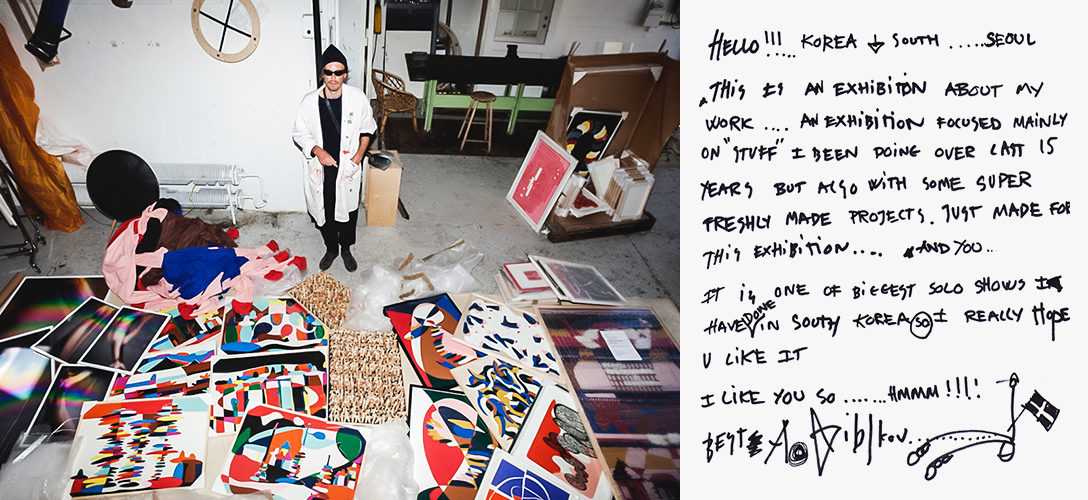 HELLO!!!..... KOREA SOUTH .....SEOUL
THIS IS AN EXHIBITION ABOUT MY
WORK .... AN EXHIBITION FOCUSED MAINLY
ON "STUFF" I BEEN DOING OVER LAST 15
YEARS BUT ALSO WITH SOME SUPER
FRESHLY MADE PROJECTS. JUST MADE FOR
THIS EXHIBITION.... AND YOU..
IT IS ONE OF BIGGEST SOLO SHOWS I
HAVE DONE IN SOUTH KOREA SO I REALLY HOPE
U LIKE IT
I LIKE YOU SO ......HMMM!!!!